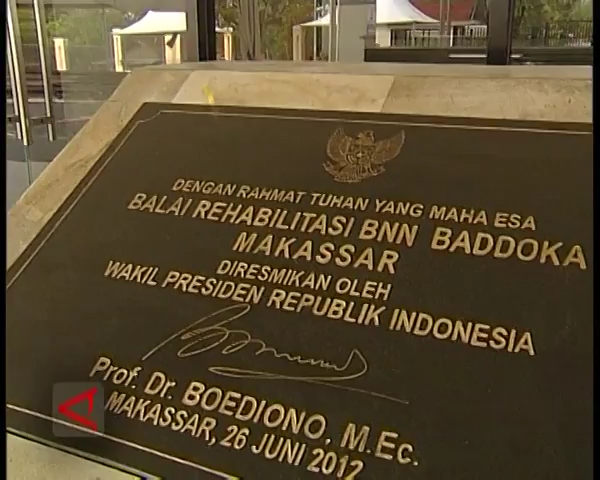 DENGAN RAHMAT TUHAN YANG MAHA ESA
BALAI REHABILITASI BNN BADDOKA
MAKASSAR
DIRESMIKAN OLEH
WAKIL PRESIDEN REPUBLIK INDONESIA
Prof. Dr. BOEDIONO, M.Ec.
MAKASSAR, 26 JUNI 2012